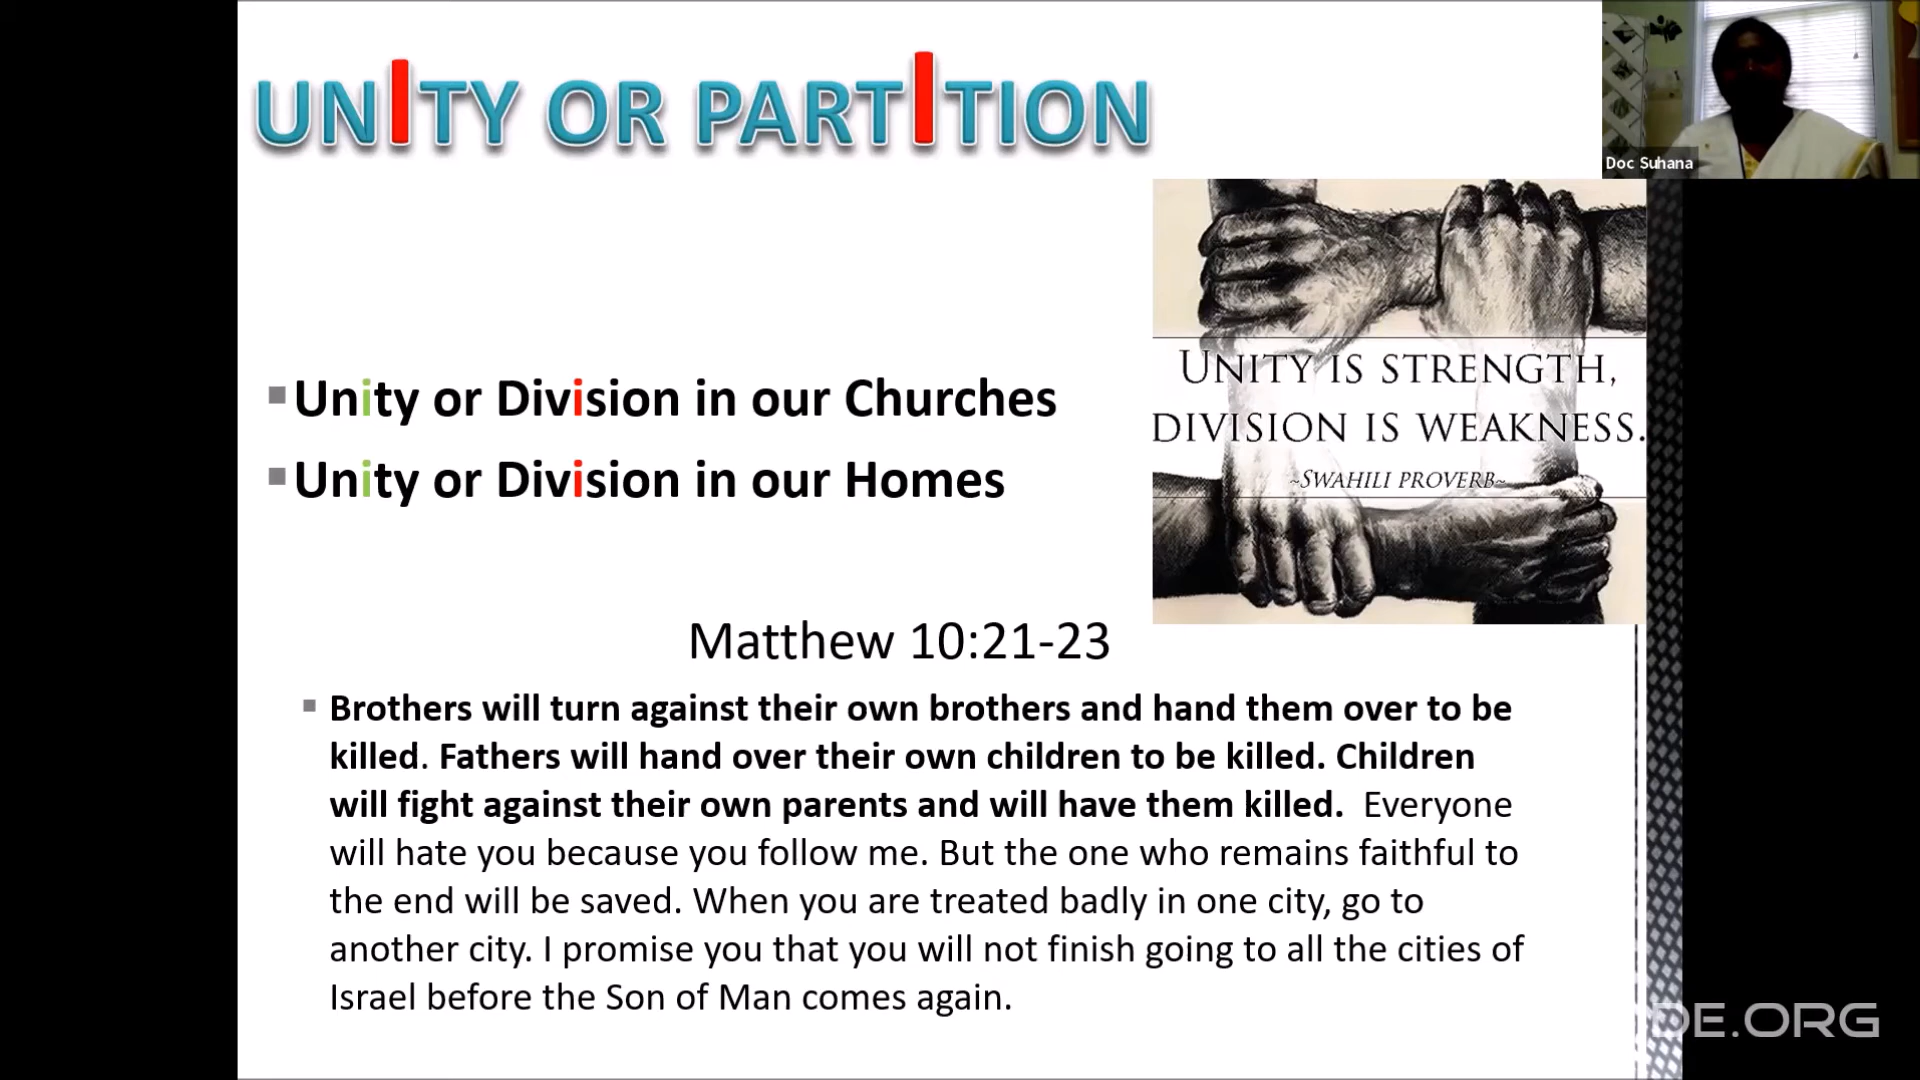 UNITY OR PARTITION
Doc Suhana
▪Unity or Division in our Churches
▪Unity or Division in our Homes
UNITY IS STRENGTH,
DIVISION IS WEAKNESS.
~SWAHILI PROVERB~
Matthew 10:21-23
▪ Brothers will turn against their own brothers and hand them over to be
killed. Fathers will hand over their own children to be killed. Children
will fight against their own parents and will have them killed. Everyone
will hate you because you follow me. But the one who remains faithful to
the end will be saved. When you are treated badly in one city, go to
another city. I promise you that you will not finish going to all the cities of
Israel before the Son of Man comes again.
DE.ORG